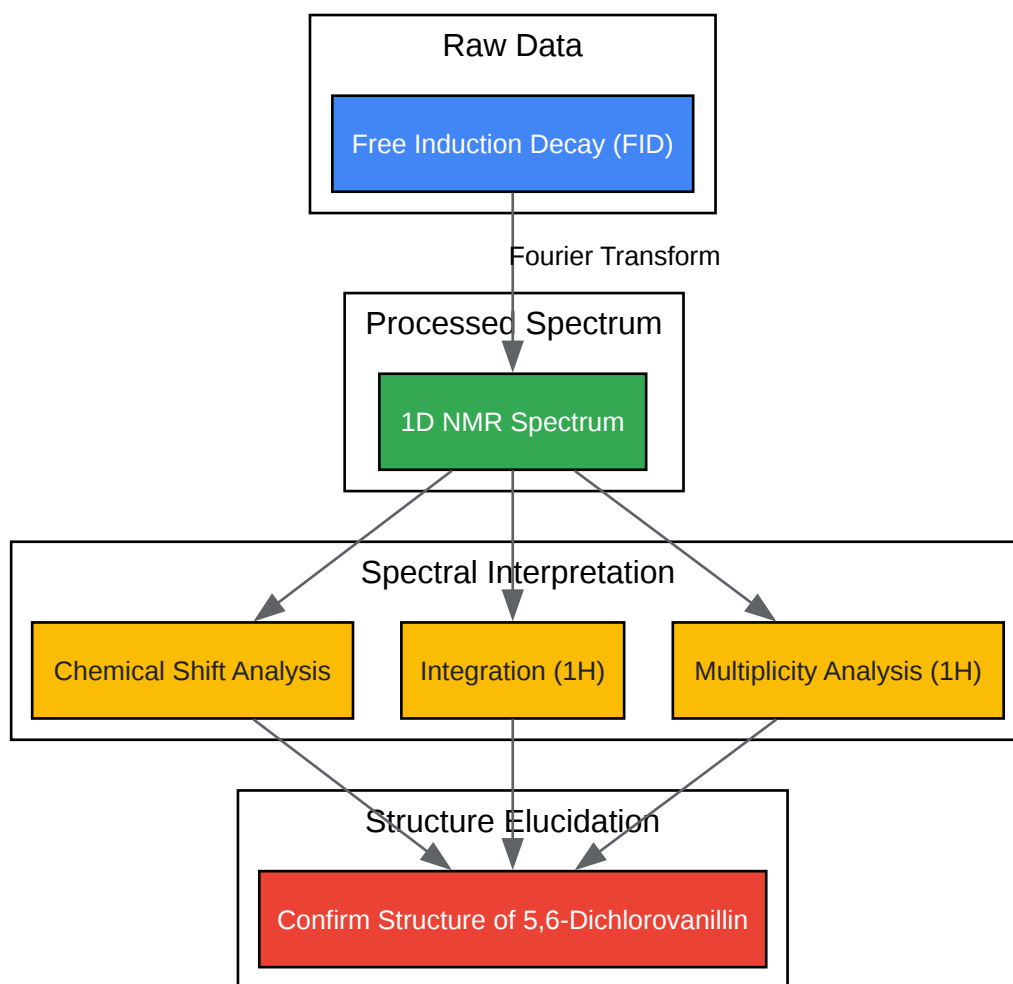 Raw Data
Free Induction Decay (FID)
Fourier Transform
Processed Spectrum
1D NMR Spectrum
Spectral Interpretation
Chemical Shift Analysis
Integration (1H)
Multiplicity Analysis (1H)
Structure Elucidation
Confirm Structure of 5,6-Dichlorovanillin